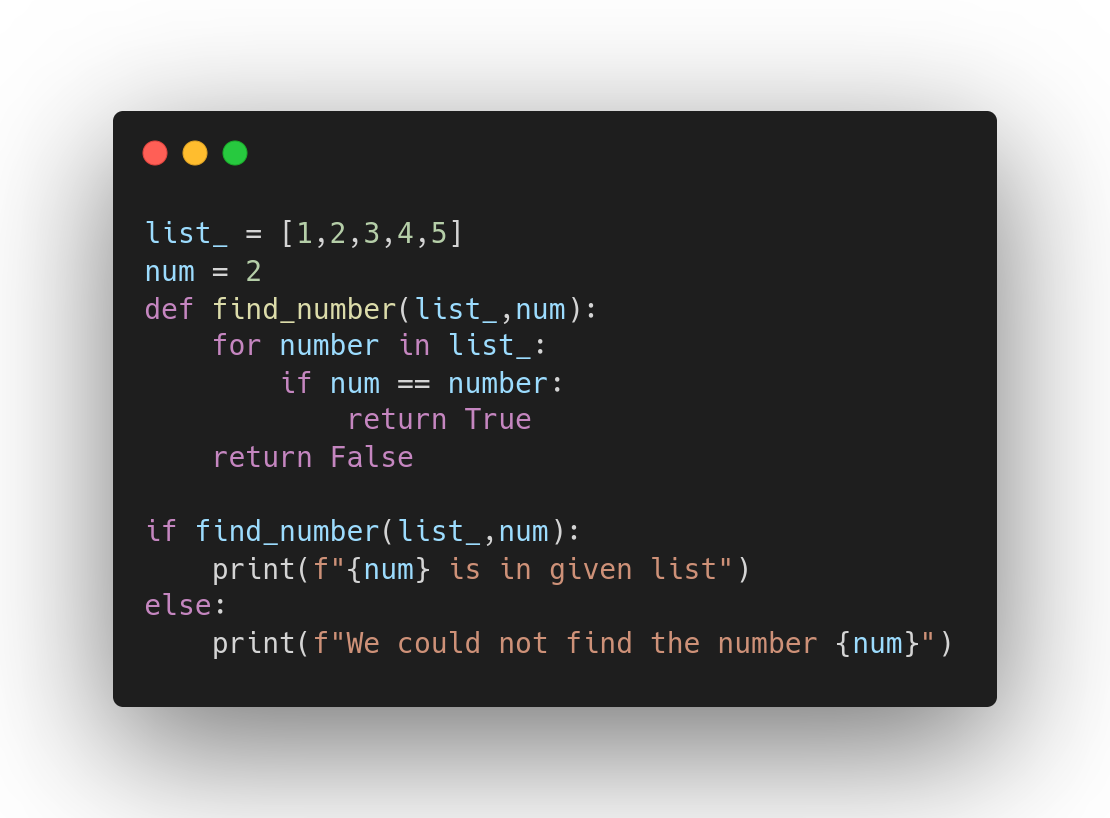 list_ = [1,2,3,4,5]
num = 2
def find_number(list_,num):
    for number in list_:
        if num == number:
            return True
    return False

if find_number(list_,num):
    print(f"{num} is in given list")
else:
    print(f"We could not find the number {num}")